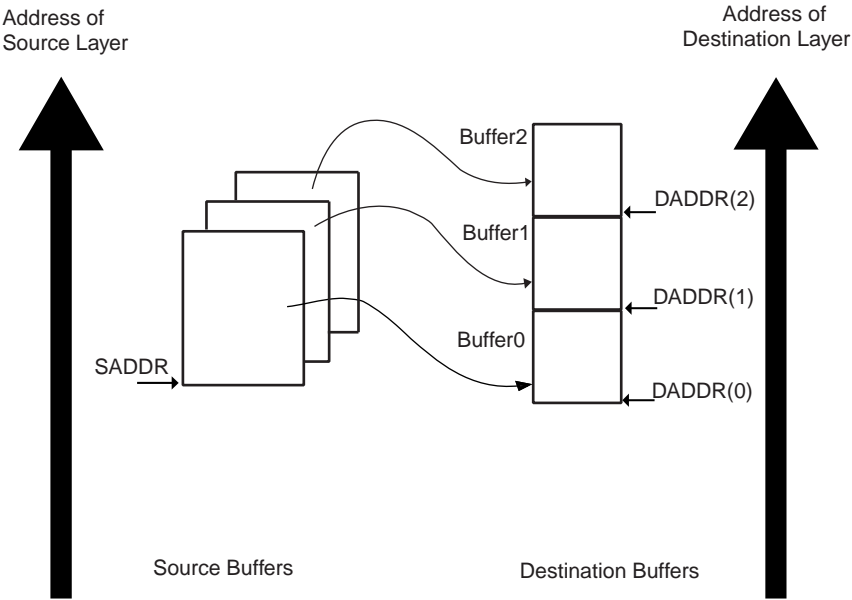 Address of
Source Layer
Address of
Destination Layer
Buffer2
DADDR(2)
Buffer1
DADDR(1)
Buffer0
SADDR
DADDR(0)
Source Buffers
Destination Buffers